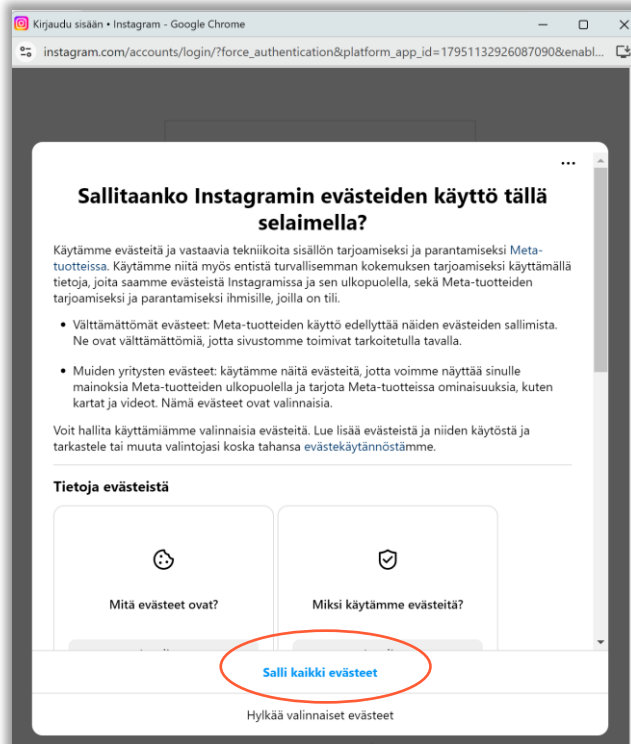 Kirjaudu sisään • Instagram - Google Chrome
instagram.com/accounts/login/?force_authentication&platform_app_id=17951132926087090&enabl...
Sallitaanko Instagramin evästeiden käyttö tällä
selaimella?
Käytämme evästeitä ja vastaavia tekniikoita sisällön tarjoamiseksi ja parantamiseksi Meta-
tuotteissa. Käytämme niitä myös entistä turvallisemman kokemuksen tarjoamiseksi käyttämällä
tietoja, joita saamme evästeistä Instagramissa ja sen ulkopuolella, sekä Meta-tuotteiden
tarjoamiseksi ja parantamiseksi ihmisille, joilla on tili.
• Välttämättömät evästeet: Meta-tuotteiden käyttö edellyttää näiden evästeiden sallimista.
Ne ovat välttämättömiä, jotta sivustomme toimivat tarkoitetulla tavalla.
• Muiden yritysten evästeet: käytämme näitä evästeitä, jotta voimme näyttää sinulle
mainoksia Meta-tuotteiden ulkopuolella ja tarjota Meta-tuotteissa ominaisuuksia, kuten
kartat ja videot. Nämä evästeet ovat valinnaisia.
Voit hallita käyttämiämme valinnaisia evästeitä. Lue lisää evästeistä ja niiden käytöstä ja
tarkastele tai muuta valintojasi koska tahansa evästekäytännöstämme.
Tietoja evästeistä
Mitä evästeet ovat?
Miksi käytämme evästeitä?
Salli kaikki evästeet
Hylkää valinnaiset evästeet